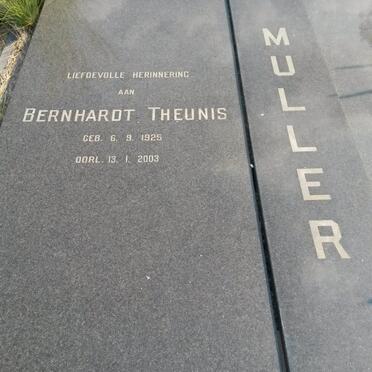 LIEFDEVOLLE HERINNERING
AAN
BERNHARDT THEUNIS
GEB. 6. 9. 1925
OORL. 13. 1. 2003
MULLER